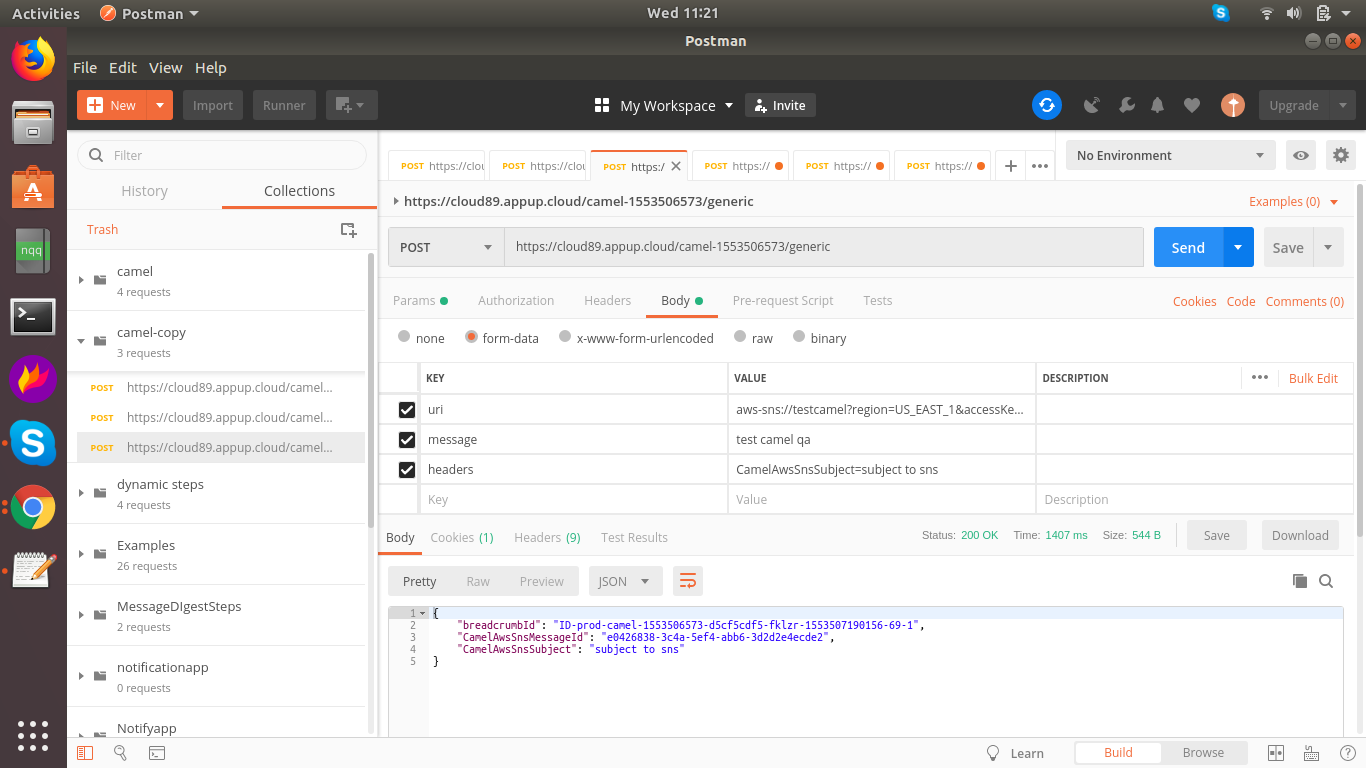 Activities Postman Wed 11:21
Postman
File Edit View Help
New Import Runner My Workspace Invite Upgrade
Filter
History Collections
Trash
camel
4 requests
camel-copy
3 requests
POST https://cloud89.appup.cloud/camel...
POST https://cloud89.appup.cloud/camel...
POST https://cloud89.appup.cloud/camel...
dynamic steps
4 requests
Examples
26 requests
MessageDIgestSteps
2 requests
notificationapp
0 requests
Notifyapp
nqq
POST https://clou POST https://clou POST https:/ POST https:// POST https:// POST https://
No Environment
https://cloud89.appup.cloud/camel-1553506573/generic Examples (0)
POST https://cloud89.appup.cloud/camel-1553506573/generic Send Save
Params Authorization Headers Body Pre-request Script Tests Cookies Code Comments (0)
none form-data x-www-form-urlencoded raw binary
KEY VALUE DESCRIPTION Bulk Edit
uri aws-sns://testcamel?region=US_EAST_1&accessKe...
message test camel qa
headers CamelAwsSnsSubject=subject to sns
Key Value Description
Body Cookies (1) Headers (9) Test Results Status: 200 OK Time: 1407 ms Size: 544 B Save Download
Pretty Raw Preview JSON
1 {
2 "breadcrumbId": "ID-prod-camel-1553506573-d5cf5cdf5-fklzr-1553507190156-69-1",
3 "CamelAwsSnsMessageId": "e0426838-3c4a-5ef4-abb6-3d2d2e4ecde2",
4 "CamelAwsSnsSubject": "subject to sns"
5 }
Learn Build Browse